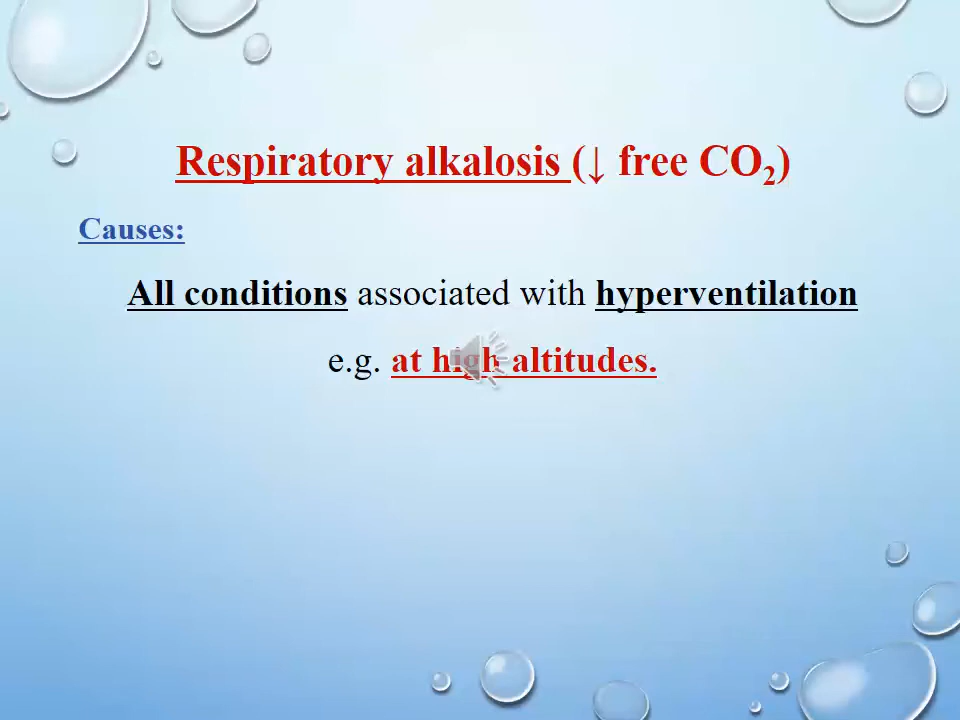 Respiratory alkalosis (↓ free CO₂)
Causes:
All conditions associated with hyperventilation
e.g. at high altitudes.